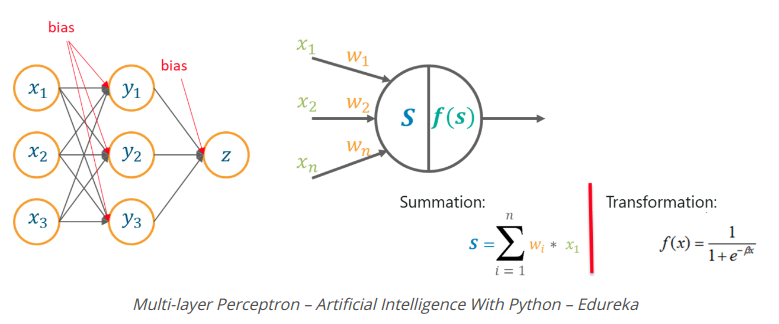 bias
bias
x₁
x₂
x₃
y₁
y₂
y₃
z
x₁
w₁
x₂
w₂
xₙ
wₙ
S f(s)
Summation:
S = ∑ⁿᵢ₌₁ wᵢ * x₁
Transformation:
f(x) = 1 / 1 + e^(-βx)
Multi-layer Perceptron – Artificial Intelligence With Python – Edureka